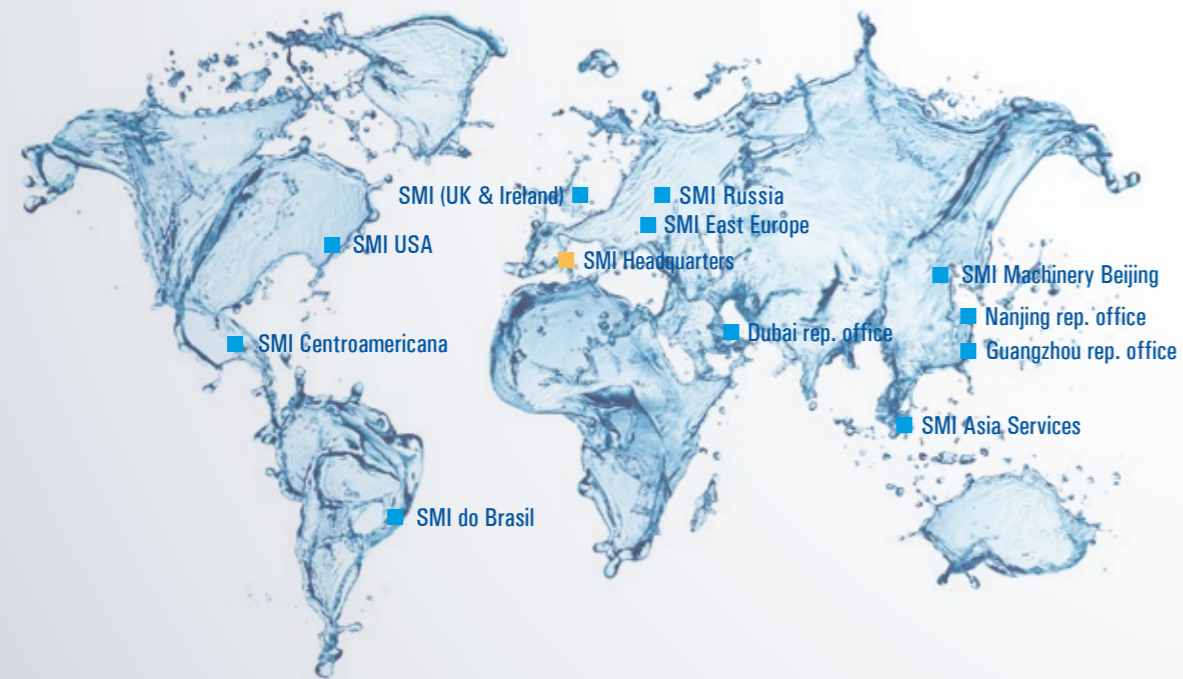 SMI (UK & Ireland)
SMI Russia
SMI East Europe
SMI USA
SMI Headquarters
SMI Machinery Beijing
Nanjing rep. office
Dubai rep. office
SMI Centroamericana
Guangzhou rep. office
SMI Asia Services
SMI do Brasil